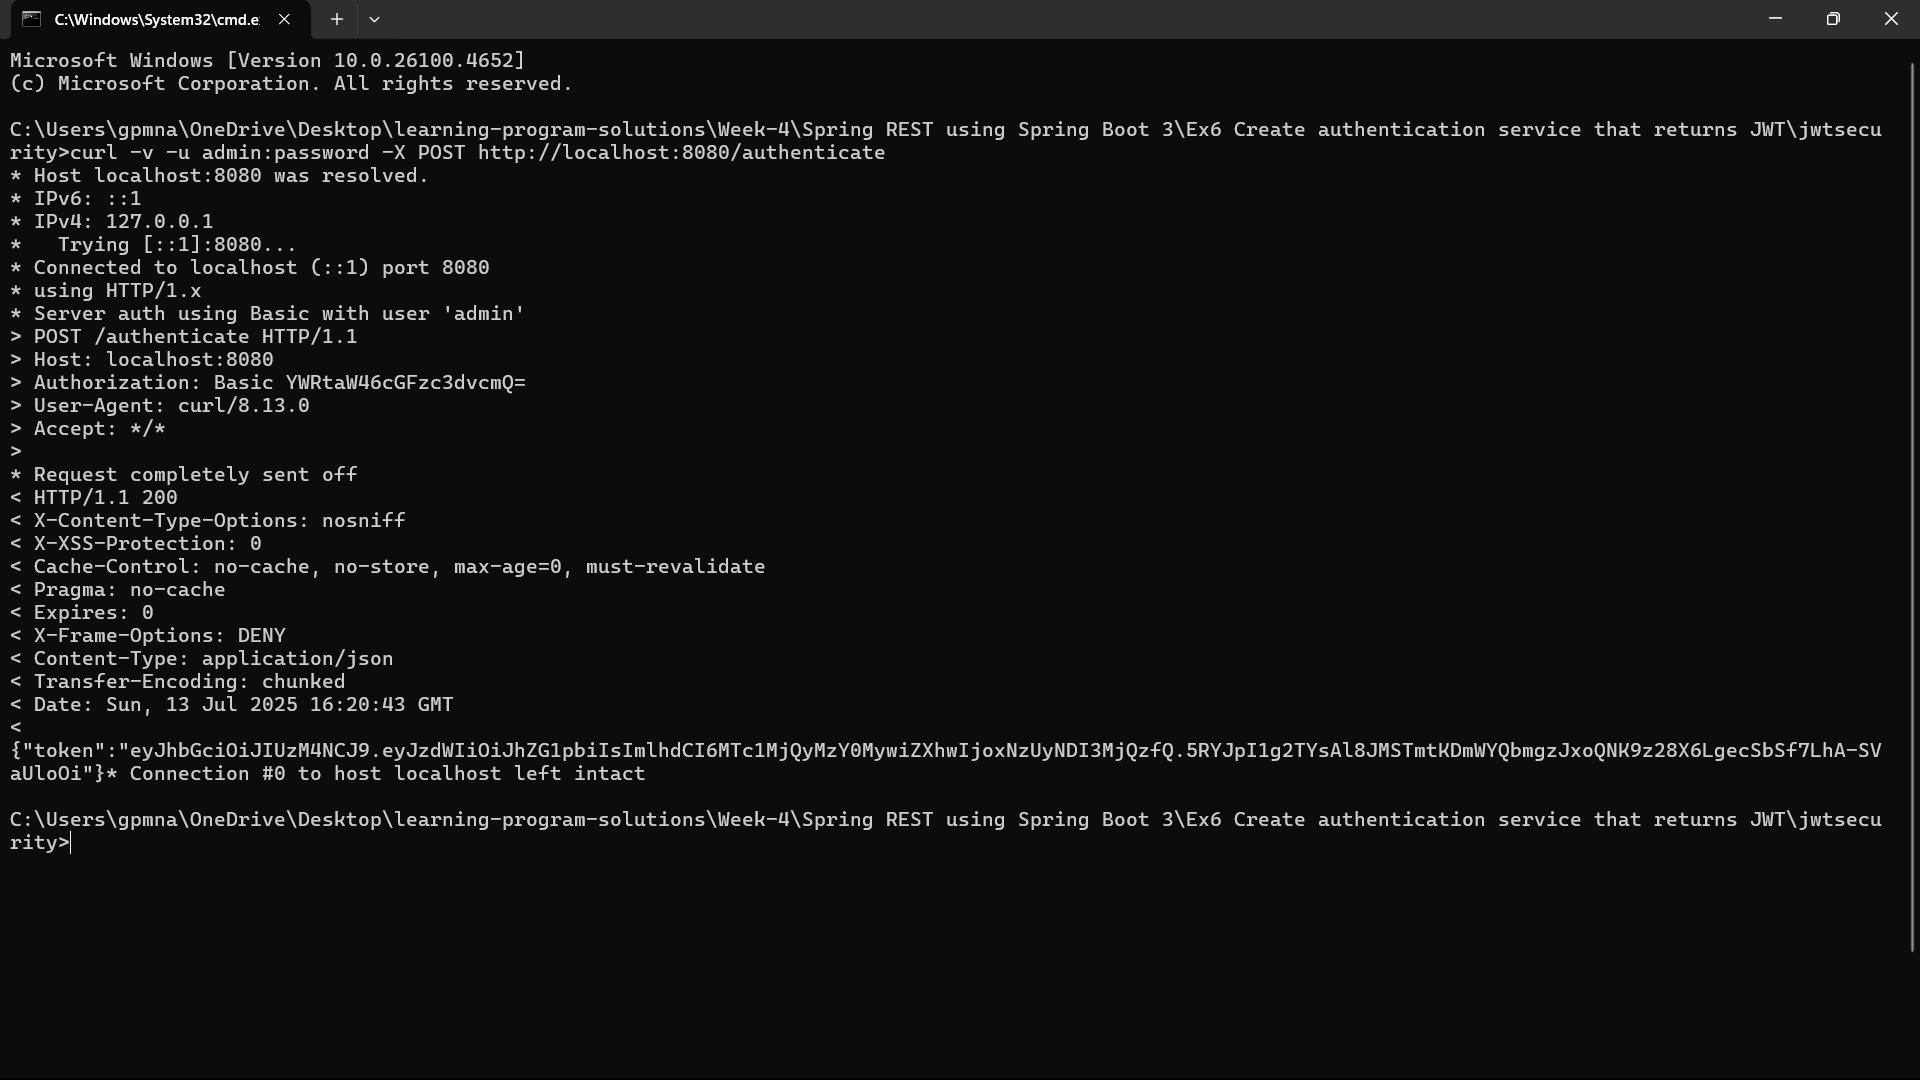 C:\Windows\System32\cmd.e
Microsoft Windows [Version 10.0.26100.4652]
(c) Microsoft Corporation. All rights reserved.
C:\Users\gpmna\OneDrive\Desktop\learning-program-solutions\Week-4\Spring REST using Spring Boot 3\Ex6 Create authentication service that returns JWT\jwtsecu
rity>curl -v -u admin:password -X POST http://localhost:8080/authenticate
* Host localhost:8080 was resolved.
* IPv6: ::1
* IPv4: 127.0.0.1
*   Trying [::1]:8080...
* Connected to localhost (::1) port 8080
* using HTTP/1.x
* Server auth using Basic with user 'admin'
> POST /authenticate HTTP/1.1
> Host: localhost:8080
> Authorization: Basic YWRtaW46cGFzc3dvcmQ=
> User-Agent: curl/8.13.0
> Accept: */*
>
* Request completely sent off
< HTTP/1.1 200
< X-Content-Type-Options: nosniff
< X-XSS-Protection: 0
< Cache-Control: no-cache, no-store, max-age=0, must-revalidate
< Pragma: no-cache
< Expires: 0
< X-Frame-Options: DENY
< Content-Type: application/json
< Transfer-Encoding: chunked
< Date: Sun, 13 Jul 2025 16:20:43 GMT
<
{"token":"eyJhbGciOiJIUzM4NCJ9.eyJzdWIiOiJhZG1pbiIsImlhdCI6MTc1MjQyMzY0MywiZXhwIjoxNzUyNDI3MjQzfQ.5RYJpI1g2TYsAl8JMSTmtKDmWYQbmgzJxoQNK9z28X6LgecSbSf7LhA-SV
aUloOi"}* Connection #0 to host localhost left intact
C:\Users\gpmna\OneDrive\Desktop\learning-program-solutions\Week-4\Spring REST using Spring Boot 3\Ex6 Create authentication service that returns JWT\jwtsecu
rity>